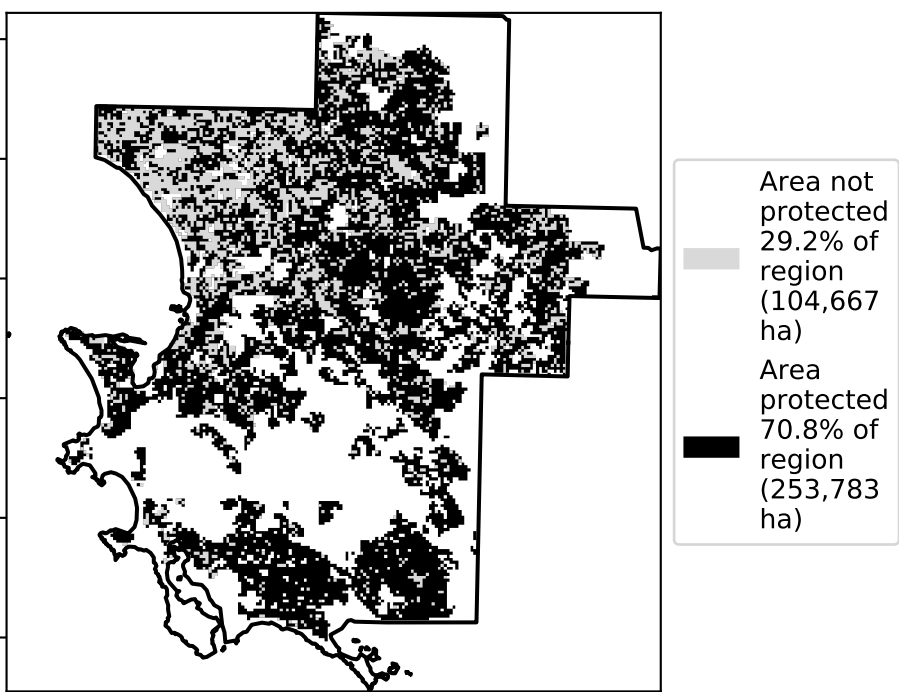 Area not
protected
29.2% of
region
(104,667
ha)
Area
protected
70.8% of
region
(253,783
ha)